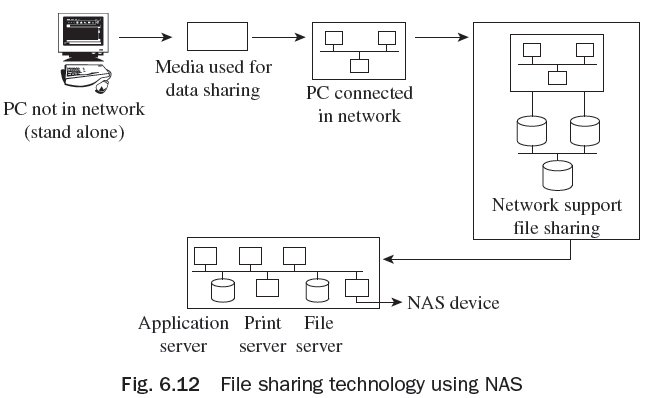 PC not in network
(stand alone)
Media used for
data sharing
PC connected
in network
Network support
file sharing
NAS device
Application Print File
server server server
Fig. 6.12 File sharing technology using NAS